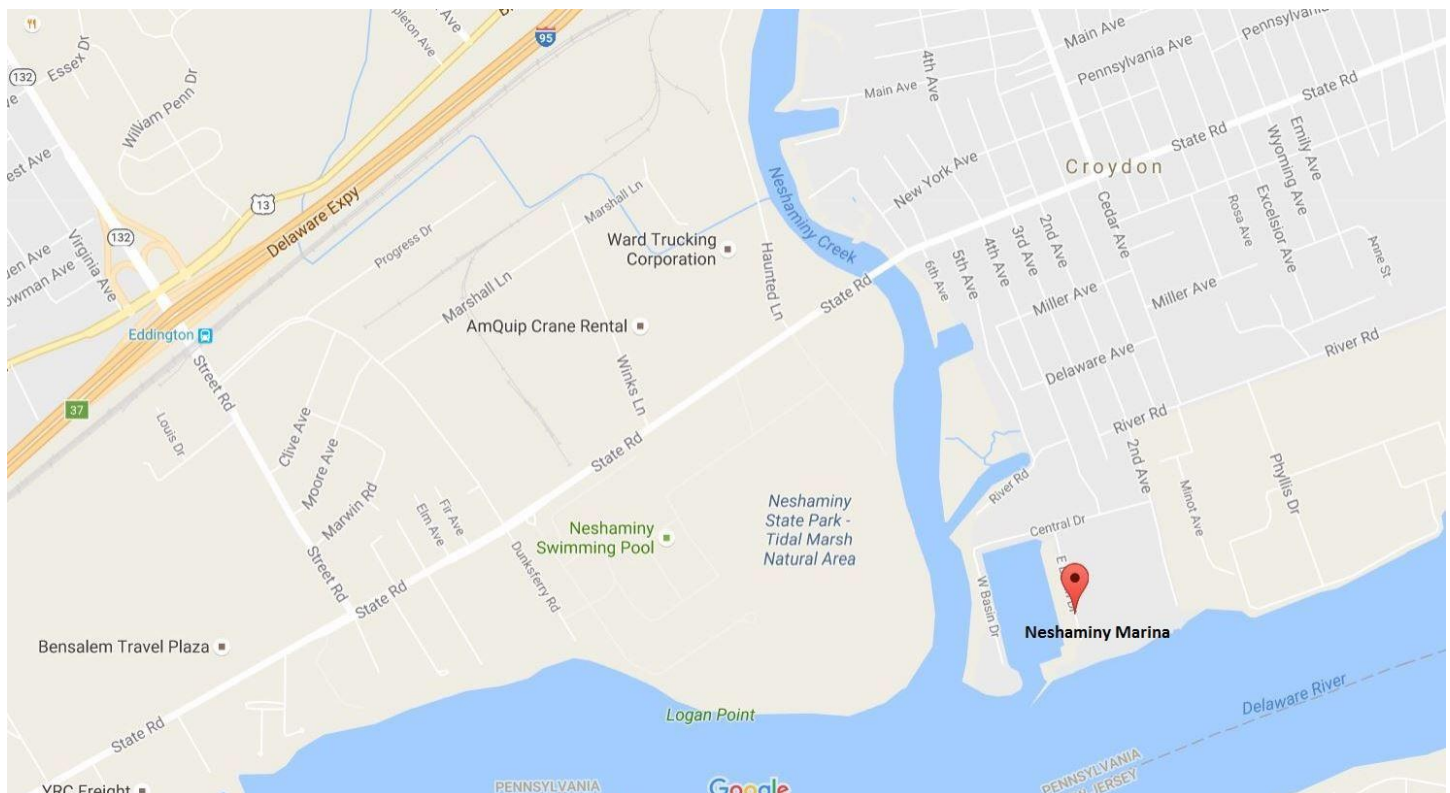 95
132
Essex Dr
William Penn Dr
Main Ave
Pennsylvania Ave
Pennsylvania
4th Ave
Main Ave
State Rd
Emily Ave
Wyoming Ave
State Rd
Croydon
New York Ave
Neshaminy Creek
Excelsior Ave
Rosa Ave
Anne St
Cedar Ave
2nd Ave
3rd Ave
4th Ave
5th Ave
6th Ave
13
Delaware Expy
132
Virginia Ave
Progress Dr
Marshall Ln
Marshall Ln
Ward Trucking
Corporation
Haunted Ln
State Rd
Miller Ave
Miller Ave
AmQuip Crane Rental
Eddington
Street Rd
Winks Ln
Delaware Ave
River Rd
River Rd
37
Louis Dr
Clive Ave
Moore Ave
Marwin Rd
State Rd
2nd Ave
Minot Ave
Phyllis Dr
River Rd
Fir Ave
Elm Ave
Neshaminy
Swimming Pool
Neshaminy
State Park -
Tidal Marsh
Natural Area
Central Dr
Dunksferry Rd
Street Rd
State Rd
W Basin Dr
Neshaminy Marina
Bensalem Travel Plaza
Logan Point
Delaware River
State Rd
YRC Freight
PENNSYLVANIA
Google
PENNSYLVANIA